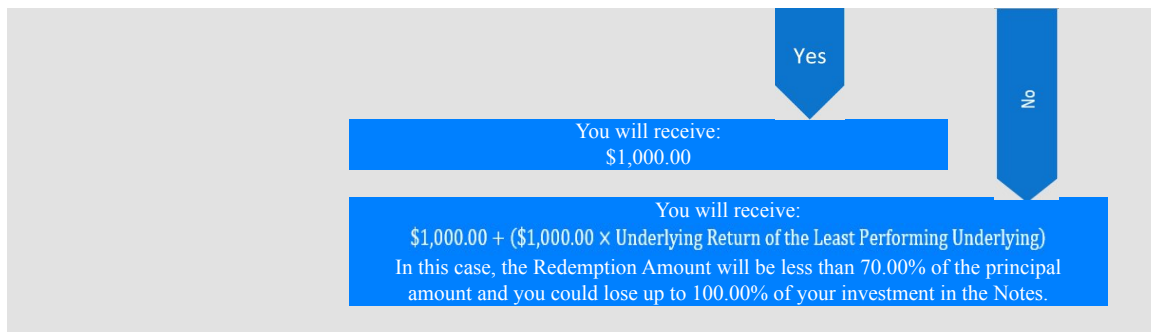 Yes
No
You will receive:
$1,000.00
You will receive:
$1,000.00 + ($1,000.00 × Underlying Return of the Least Performing Underlying)
In this case, the Redemption Amount will be less than 70.00% of the principal
amount and you could lose up to 100.00% of your investment in the Notes.